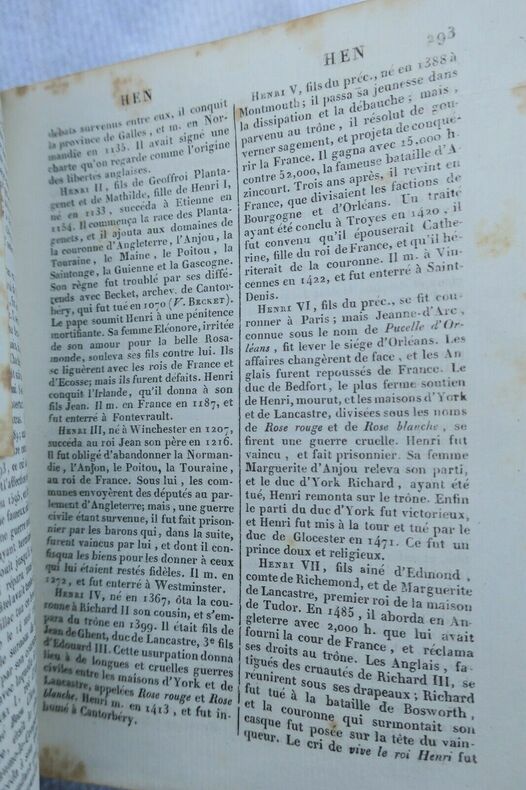 HEN
débats survenus entre eux, il conquit
la province de Galles, et m. en Nor-
mandie en 1135. Il avait signé une
charte qu'on regarde comme l'origine
des libertés anglaises.
HENRI II, fils de Geoffroi Planta-
genet et de Mathilde, fille de Henri I,
né en 1133, succéda à Etienne en
1154. Il commença la race des Planta-
genets, et il ajouta aux domaines de
la couronne d'Angleterre, l'Anjou, la
Touraine, le Maine, le Poitou, la
Saintonge, la Guienne et la Gascogne.
Son règne fut troublé par ses diffé-
rends avec Becket, archev. de Cantor-
béry, qui fut tué en 1070 (V. BECKET).
Le pape soumit Henri à une pénitence
mortifiante. Sa femme Eléonore, irritée
de son amour pour la belle Rosa-
monde, souleva ses fils contre lui. Ils
se liguèrent avec les rois de France et
d'Ecosse; mais ils furent défaits. Henri
conquit l'Irlande, qu'il donna à son
fils Jean. Il m. en France en 1187, et
fut enterré à Fontevrault.
HENRI III, né à Winchester en 1207,
succéda au roi Jean son père en 1216.
Il fut obligé d'abandonner la Norman-
die, l'Anjou, le Poitou, la Touraine,
au roi de France. Sous lui, les com-
munes envoyèrent des députés au par-
lement d'Angleterre; mais, une guerre
civile étant survenue, il fut fait prison-
nier par les barons qui, dans la suite,
furent vaincus par lui, et dont il con-
fisqua les biens pour les donner à ceux
qui lui étaient restés fidèles. Il m. en
1272, et fut enterré à Westminster.
HENRI IV, né en 1367, ôta la cou-
ronne à Richard II son cousin, et s'em-
para du trône en 1399. Il était fils de
Jean de Ghent, duc de Lancastre, 3e fils
d'Edouard III. Cette usurpation donna
lieu à de longues et cruelles guerres
civiles entre les maisons d'York et de
Lancastre, appelées Rose rouge et Rose
blanche. Henri m. en 1413, et fut in-
humé à Cantorbéry.
HEN
293
HENRI V, fils du préc., né en 1388 à
Montmouth; il passa sa jeunesse dans
la dissipation et la débauche; mais,
parvenu au trône, il résolut de gou-
verner sagement, et projeta de conqué-
rir la France. Il gagna avec 15,000 h.
contre 52,000, la fameuse bataille d'A-
zincourt. Trois ans après, il revint en
France, que divisaient les factions de
Bourgogne et d'Orléans. Un traité
ayant été conclu à Troyes en 1420, il
fut convenu qu'il épouserait Cathe-
rine, fille du roi de France, et qu'il hé-
riterait de la couronne. Il m. à Vin-
cennes en 1422, et fut enterré à Saint-
Denis.
HENRI VI, fils du préc., se fit cou-
ronner à Paris; mais Jeanne-d'Arc,
connue sous le nom de Pucelle d'Or-
léans, fit lever le siége d'Orléans. Les
affaires changèrent de face, et les An-
glais furent repoussés de France. Le
duc de Bedfort, le plus ferme soutien
de Henri, mourut, et les maisons d'York
et de Lancastre, divisées sous les noms
de Rose rouge et de Rose blanche, se
firent une guerre cruelle. Henri fut
vaincu, et fait prisonnier. Sa femme
Marguerite d'Anjou releva son parti,
et le duc d'York Richard, ayant été
tué, Henri remonta sur le trône. Enfin
le parti du duc d'York fut victorieux,
et Henri fut mis à la tour et tué par le
duc de Glocester en 1471. Ce fut un
prince doux et religieux.
HENRI VII, fils aîné d'Edmond,
comte de Richemond, et de Marguerite
de Lancastre, premier roi de la maison
de Tudor. En 1485, il aborda en An-
gleterre avec 2,000 h. que lui avait
fourni la cour de France, et réclama
ses droits au trône. Les Anglais, fa-
tigués des cruautés de Richard III, se
réunirent sous ses drapeaux; Richard
fut tué à la bataille de Bosworth,
et la couronne qui surmontait son
casque fut posée sur la tête du vain-
queur. Le cri de vive le roi Henri fut